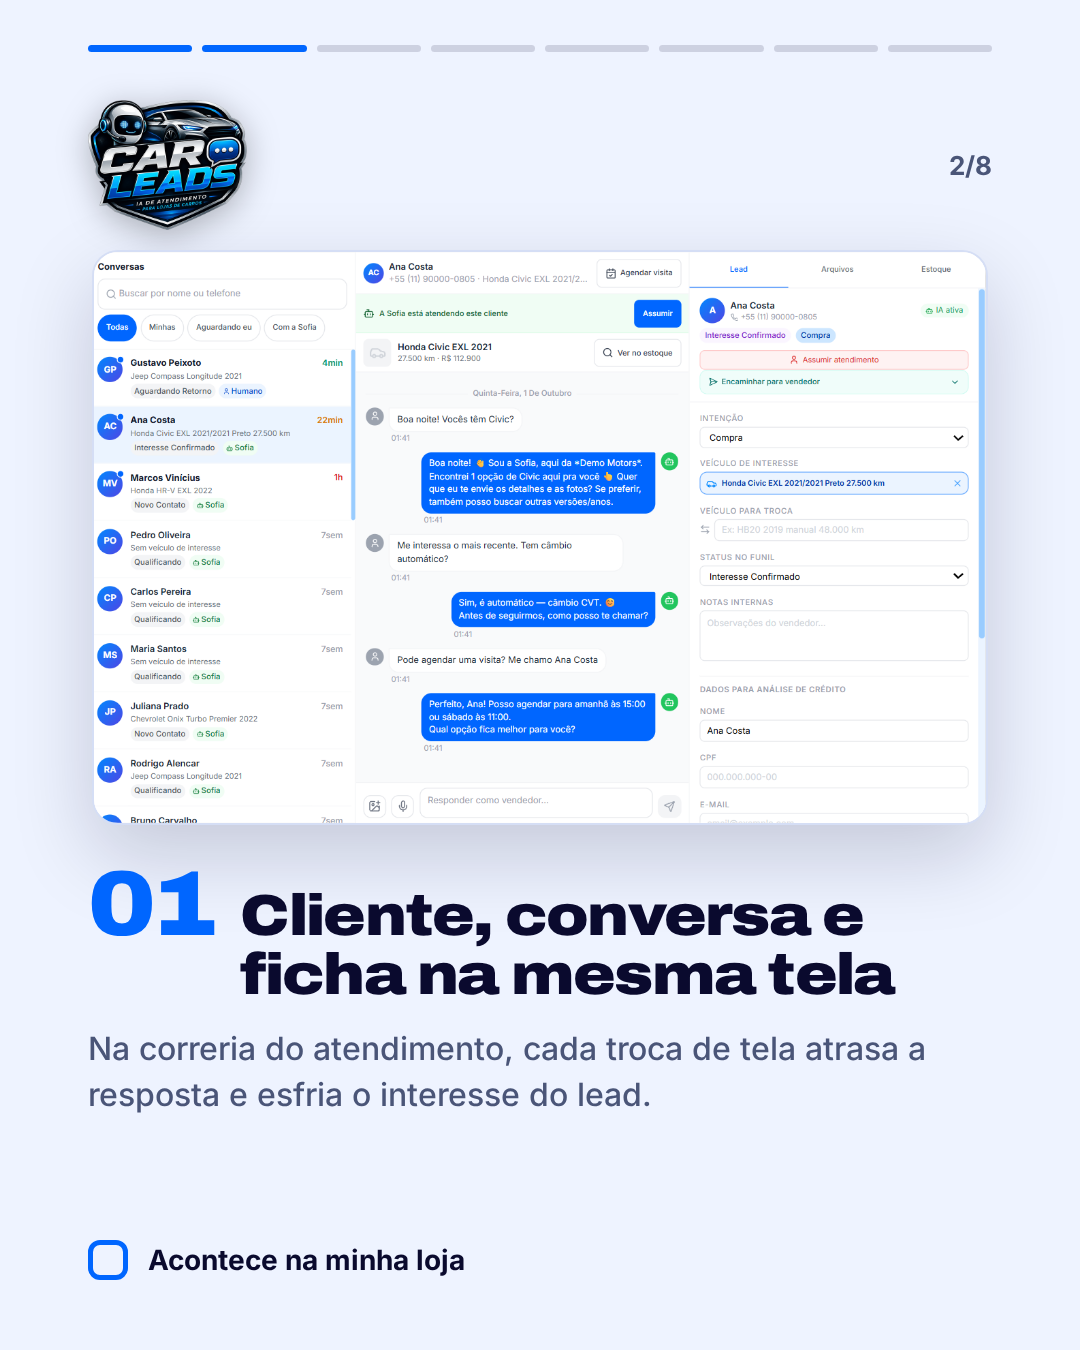 CAR
LEADS
IA DE ATENDIMENTO
PARA LOJAS DE CARROS
2/8
Conversas
Buscar por nome ou telefone
Todas
Minhas
Aguardando eu
Com a Sofia
GP
Gustavo Peixoto
4min
Jeep Compass Longitude 2021
Aguardando Retorno
Humano
AC
Ana Costa
22min
Honda Civic EXL 2021/2021 Preto 27.500 km
Interesse Confirmado
Sofia
MV
Marcos Vinícius
1h
Honda HR-V EXL 2022
Novo Contato
Sofia
PO
Pedro Oliveira
7sem
Sem veículo de interesse
Qualificando
Sofia
CP
Carlos Pereira
7sem
Sem veículo de interesse
Qualificando
Sofia
MS
Maria Santos
7sem
Sem veículo de interesse
Qualificando
Sofia
JP
Juliana Prado
7sem
Chevrolet Onix Turbo Premier 2022
Novo Contato
Sofia
RA
Rodrigo Alencar
7sem
Jeep Compass Longitude 2021
Qualificando
Sofia
Bruno Carvalho
7sem
AC
Ana Costa
+55 (11) 90000-0805 · Honda Civic EXL 2021/2...
Agendar visita
A Sofia está atendendo este cliente
Assumir
Honda Civic EXL 2021
27.500 km · R$ 112.900
Ver no estoque
Quinta-Feira, 1 De Outubro
Boa noite! Vocês têm Civic?
01:41
Boa noite! 👋 Sou a Sofia, aqui da *Demo Motors*.
Encontrei 1 opção de Civic aqui pra você 👆 Quer
que eu te envie os detalhes e as fotos? Se preferir,
também posso buscar outras versões/anos.
01:41
Me interessa o mais recente. Tem câmbio
automático?
01:41
Sim, é automático — câmbio CVT. 😊
Antes de seguirmos, como posso te chamar?
01:41
Pode agendar uma visita? Me chamo Ana Costa
01:41
Perfeito, Ana! Posso agendar para amanhã às 15:00
ou sábado às 11:00.
Qual opção fica melhor para você?
01:41
Responder como vendedor...
Lead
Arquivos
Estoque
A
Ana Costa
+55 (11) 90000-0805
IA ativa
Interesse Confirmado
Compra
Assumir atendimento
Encaminhar para vendedor
INTENÇÃO
Compra
VEÍCULO DE INTERESSE
Honda Civic EXL 2021/2021 Preto 27.500 km
VEÍCULO PARA TROCA
Ex: HB20 2019 manual 48.000 km
STATUS NO FUNIL
Interesse Confirmado
NOTAS INTERNAS
Observações do vendedor...
DADOS PARA ANÁLISE DE CRÉDITO
NOME
Ana Costa
CPF
000.000.000-00
E-MAIL
01 Cliente, conversa e
ficha na mesma tela
Na correria do atendimento, cada troca de tela atrasa a
resposta e esfria o interesse do lead.
Acontece na minha loja